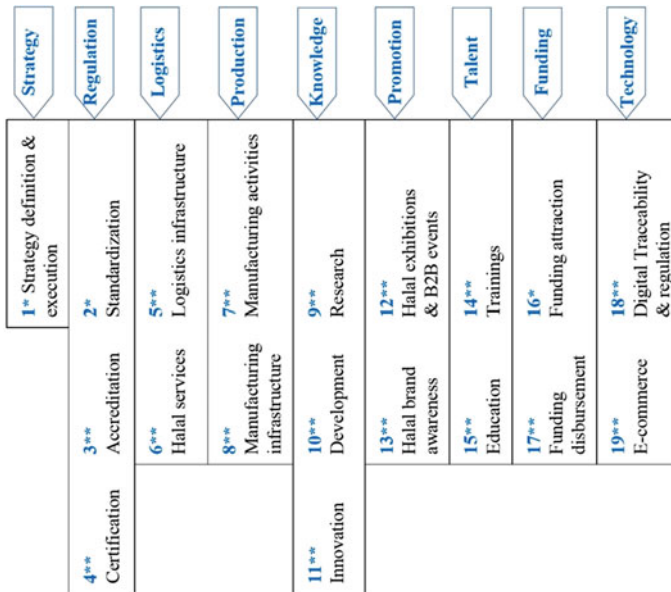 Strategy
1* Strategy definition &
execution
Regulation
2*
Standardization
3**
Accreditation
4**
Certification
Logistics
5**
Logistics infrastructure
6**
Halal services
Production
7**
Manufacturing activities
8**
Manufacturing
infrastructure
Knowledge
9**
Research
10**
Development
11**
Innovation
Promotion
12**
Halal exhibitions
& B2B events
13**
Halal brand
awareness
Talent
14**
Trainings
15**
Education
Funding
16*
Funding attraction
17**
Funding
disbursement
Technology
18**
Digital Traceability
& regulation
19**
E-commerce